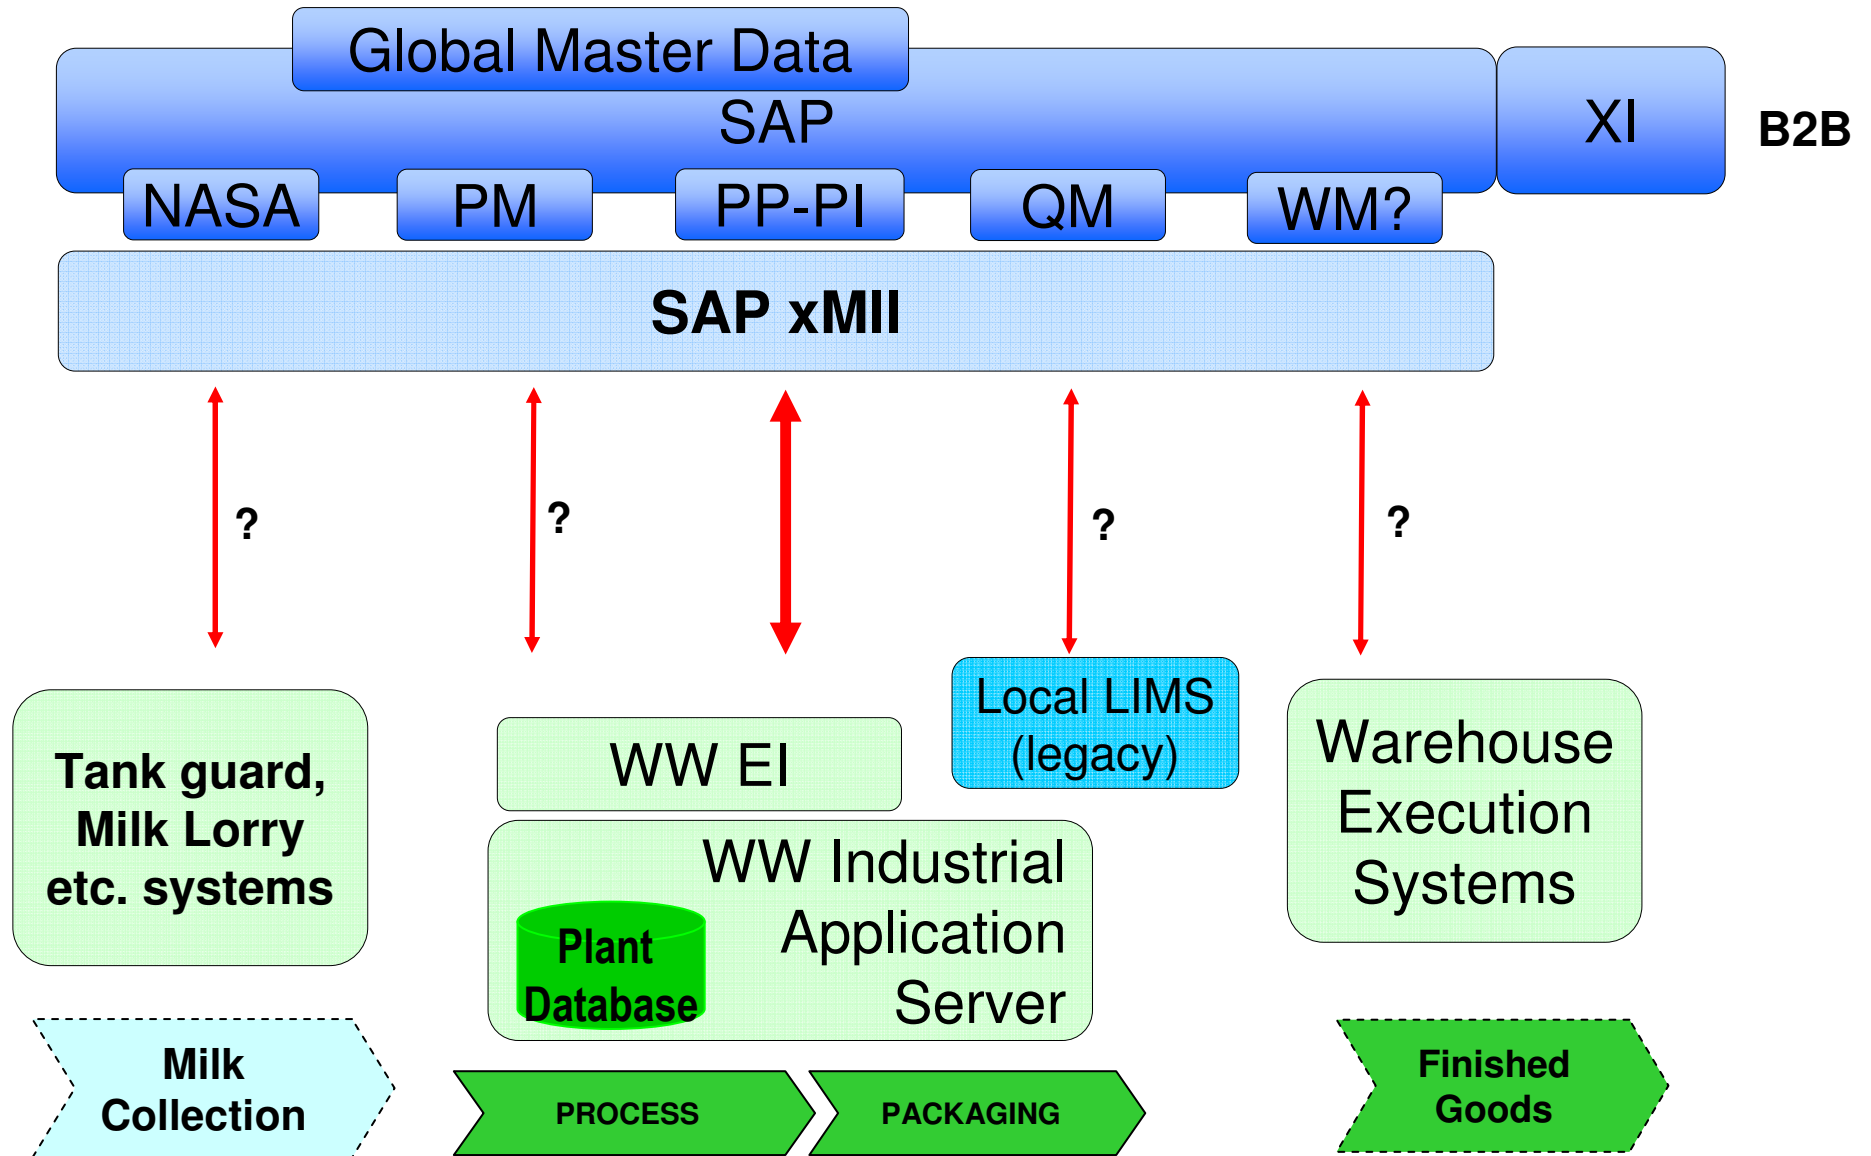 Global Master Data
SAP
XI
B2B
NASA
PM
PP-PI
QM
WM?
SAP xMII
?
?
?
?
Tank guard,
Milk Lorry
etc. systems
WW EI
Local LIMS
(legacy)
Warehouse
Execution
Systems
WW Industrial
Application
Server
Plant
Database
Milk
Collection
PROCESS
PACKAGING
Finished
Goods